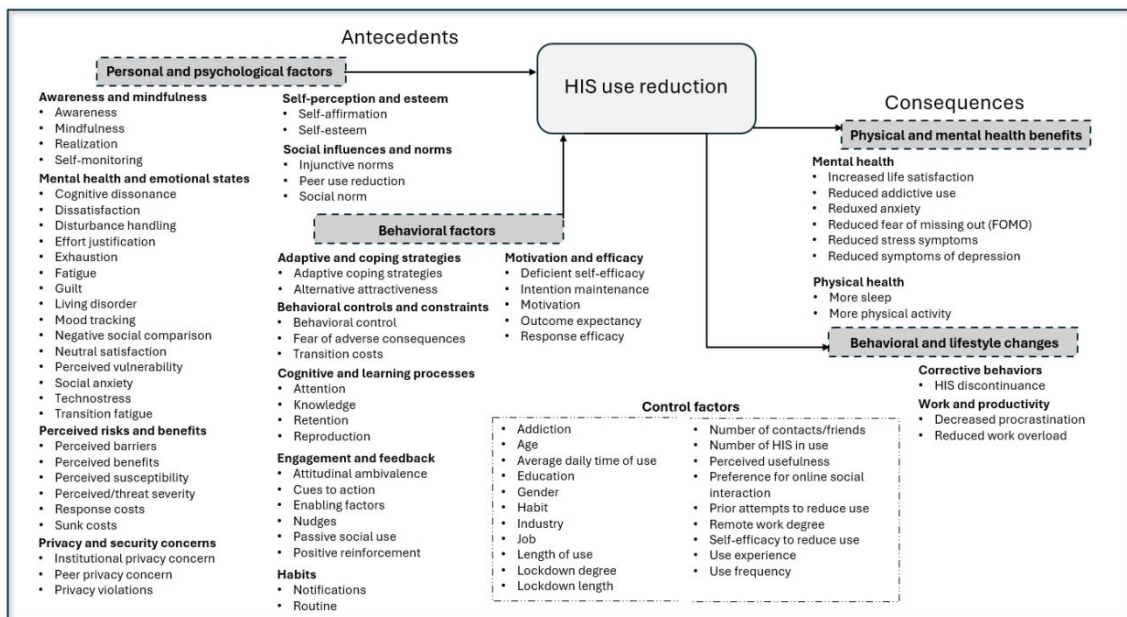 Antecedents
Personal and psychological factors
Awareness and mindfulness
• Awareness
• Mindfulness
• Realization
• Self-monitoring
Mental health and emotional states
• Cognitive dissonance
• Dissatisfaction
• Disturbance handling
• Effort justification
• Exhaustion
• Fatigue
• Guilt
• Living disorder
• Mood tracking
• Negative social comparison
• Neutral satisfaction
• Perceived vulnerability
• Social anxiety
• Technostress
• Transition fatigue
Perceived risks and benefits
• Perceived barriers
• Perceived benefits
• Perceived susceptibility
• Perceived/threat severity
• Response costs
• Sunk costs
Privacy and security concerns
• Institutional privacy concern
• Peer privacy concern
• Privacy violations
Self-perception and esteem
• Self-affirmation
• Self-esteem
Social influences and norms
• Injunctive norms
• Peer use reduction
• Social norm
Behavioral factors
Adaptive and coping strategies
• Adaptive coping strategies
• Alternative attractiveness
Behavioral controls and constraints
• Behavioral control
• Fear of adverse consequences
• Transition costs
Cognitive and learning processes
• Attention
• Knowledge
• Retention
• Reproduction
Engagement and feedback
• Attitudinal ambivalence
• Cues to action
• Enabling factors
• Nudges
• Passive social use
• Positive reinforcement
Habits
• Notifications
• Routine
Motivation and efficacy
• Deficient self-efficacy
• Intention maintenance
• Motivation
• Outcome expectancy
• Response efficacy
HIS use reduction
Control factors
• Addiction
• Age
• Average daily time of use
• Education
• Gender
• Habit
• Industry
• Job
• Length of use
• Lockdown degree
• Lockdown length
• Number of contacts/friends
• Number of HIS in use
• Perceived usefulness
• Preference for online social
interaction
• Prior attempts to reduce use
• Remote work degree
• Self-efficacy to reduce use
• Use experience
• Use frequency
Consequences
Physical and mental health benefits
Mental health
• Increased life satisfaction
• Reduced addictive use
• Reduxed anxiety
• Reduced fear of missing out (FOMO)
• Reduced stress symptoms
• Reduced symptoms of depression
Physical health
• More sleep
• More physical activity
Behavioral and lifestyle changes
Corrective behaviors
• HIS discontinuance
Work and productivity
• Decreased procrastination
• Reduced work overload